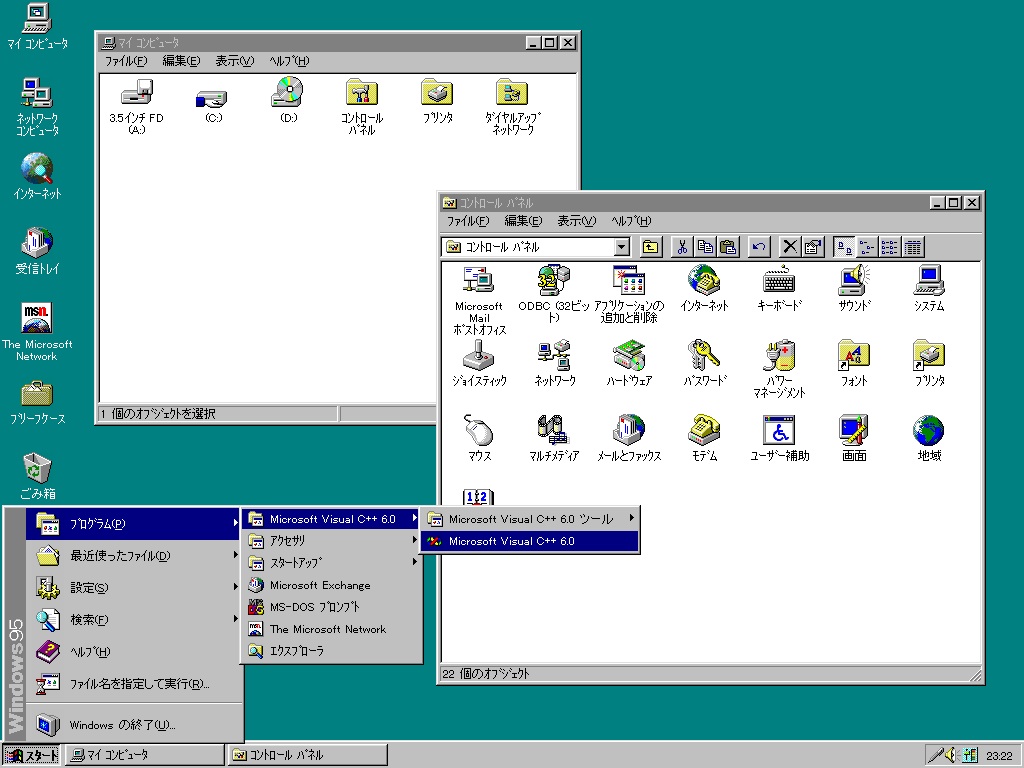 マイ コンピュータ
ネットワーク
コンピュータ
インターネット
受信トレイ
msn
The Microsoft
Network
ブリーフケース
ごみ箱
マイ コンピュータ
ファイル(F) 編集(E) 表示(V) ヘルプ(H)
3.5インチ FD
(A:)
(C:)
(D:)
コントロール
パネル
プリンタ
ダイヤルアップ
ネットワーク
1 個のオブジェクトを選択
コントロール パネル
ファイル(F) 編集(E) 表示(V) ヘルプ(H)
コントロール パネル
Microsoft
Mail
ポストオフィス
ODBC (32ビッ
ト)
アプリケーションの
追加と削除
インターネット
キーボード
サウンド
システム
ジョイスティック
ネットワーク
ハードウェア
パスワード
パワー
マネージメント
フォント
プリンタ
マウス
マルチメディア
メールとファックス
モデム
ユーザー補助
画面
地域
12
22 個のオブジェクト
Windows95
プログラム(P)
最近使ったファイル(D)
設定(S)
検索(F)
ヘルプ(H)
ファイル名を指定して実行(R)...
Windows の終了(U)...
Microsoft Visual C++ 6.0
アクセサリ
スタートアップ
Microsoft Exchange
MS-DOS プロンプト
The Microsoft Network
エクスプローラ
Microsoft Visual C++ 6.0 ツール
Microsoft Visual C++ 6.0
スタート
マイ コンピュータ
コントロール パネル
23:22